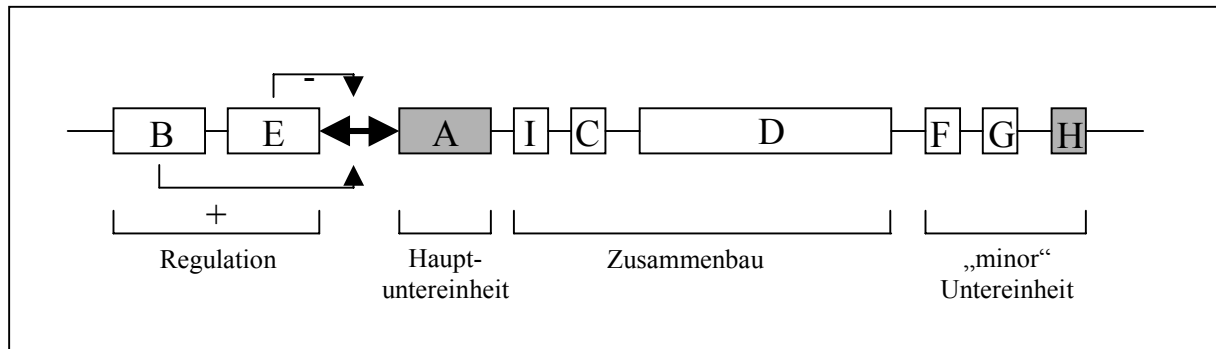 -
B E A I C D F G H
+
Regulation Haupt- Zusammenbau „minor“
untereinheit Untereinheit